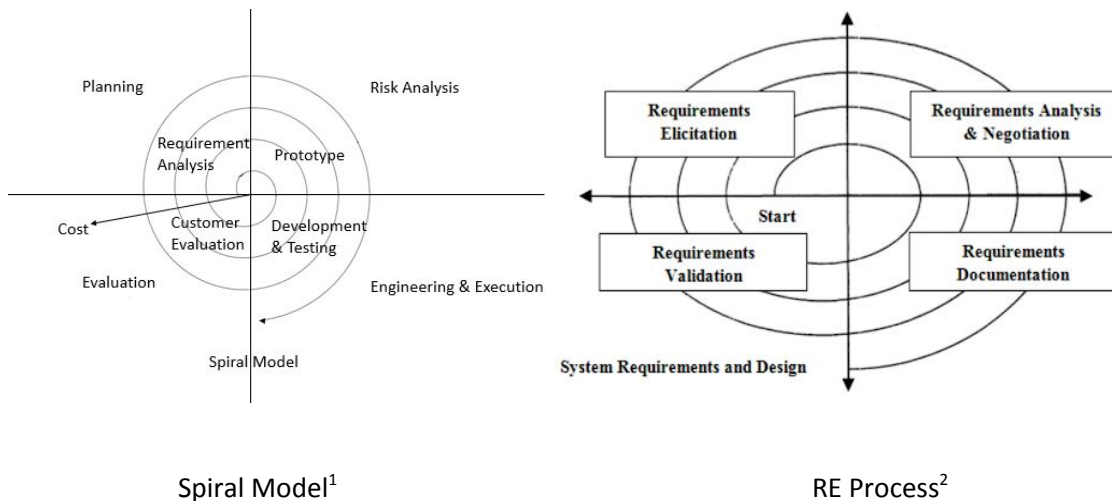 Planning
Risk Analysis
Requirement
Analysis
Prototype
Cost
Customer
Evaluation
Development
& Testing
Evaluation
Engineering & Execution
Spiral Model
Requirements
Elicitation
Requirements Analysis
& Negotiation
Start
Requirements
Validation
Requirements
Documentation
System Requirements and Design
Spiral Model¹
RE Process²